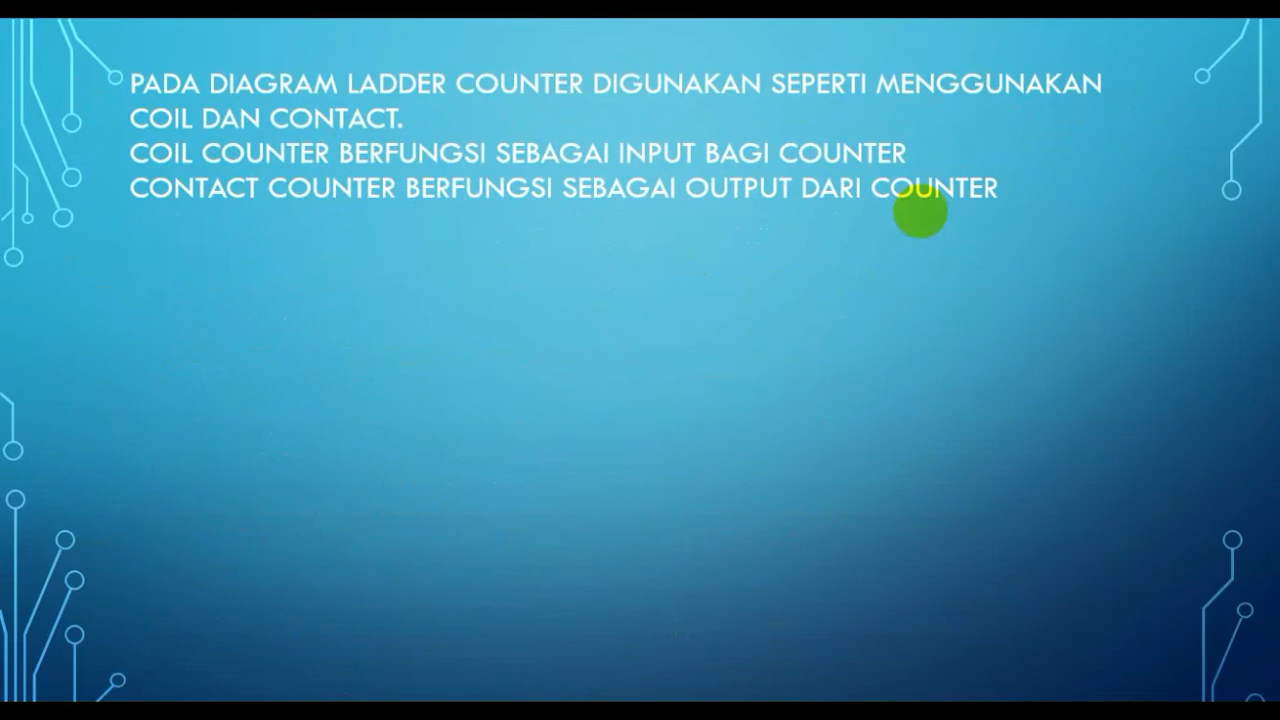 PADA DIAGRAM LADDER COUNTER DIGUNAKAN SEPERTI MENGGUNAKAN
COIL DAN CONTACT.
COIL COUNTER BERFUNGSI SEBAGAI INPUT BAGI COUNTER
CONTACT COUNTER BERFUNGSI SEBAGAI OUTPUT DARI COUNTER